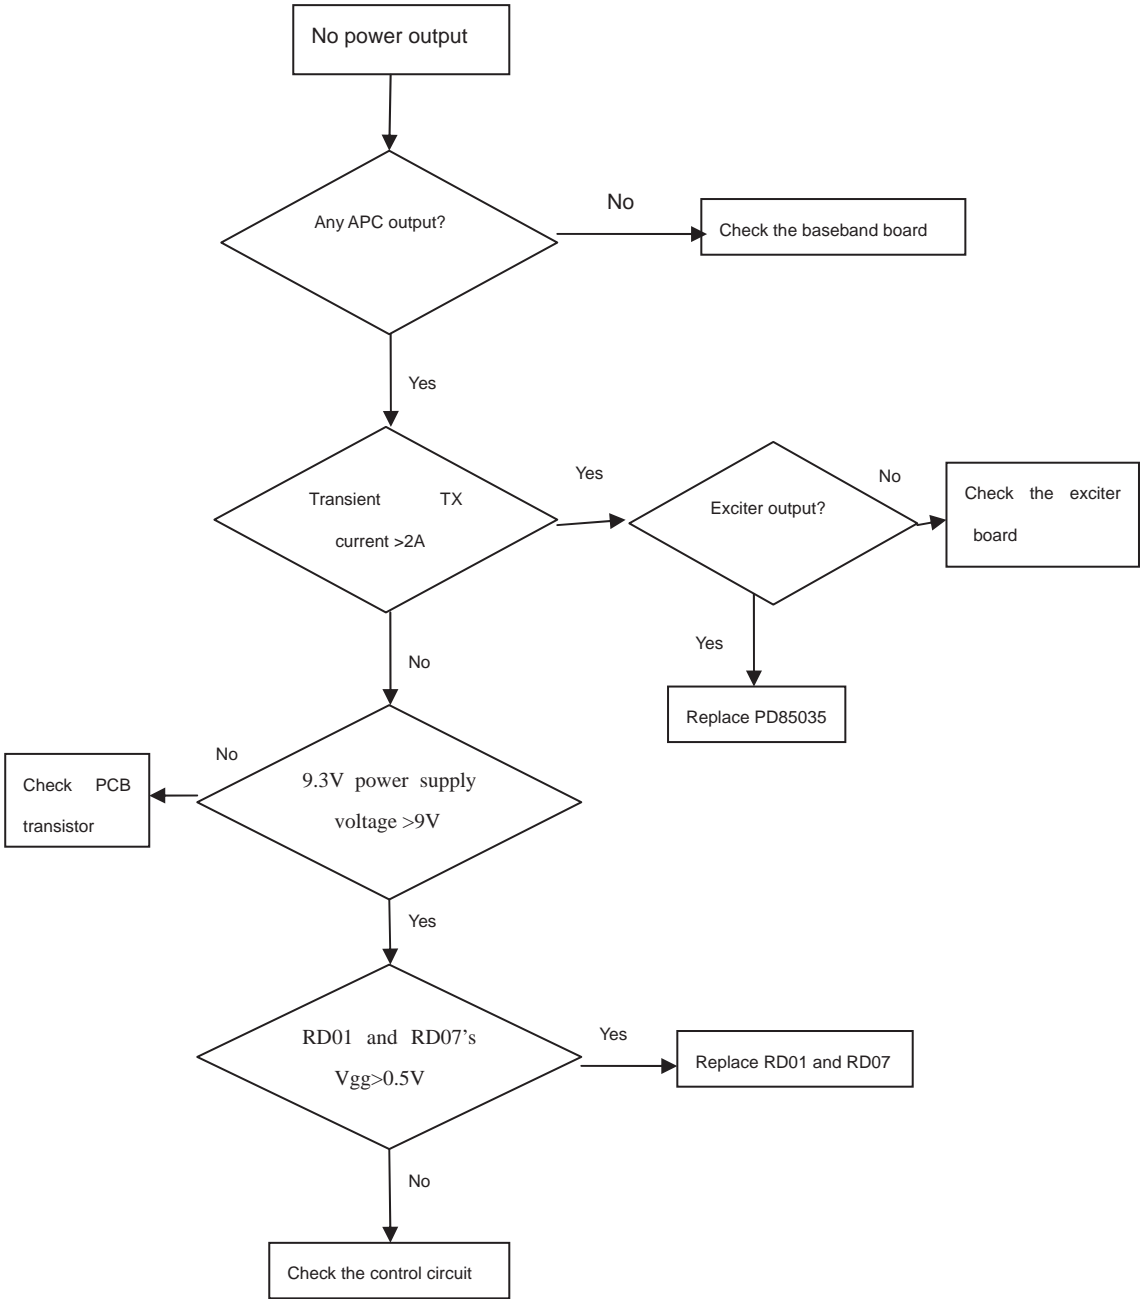 No power output
Any APC output?
No
Check the baseband board
Yes
Transient TX
current >2A
Yes
Exciter output?
No
Check the exciter
board
Yes
Replace PD85035
No
9.3V power supply
voltage >9V
No
Check PCB
transistor
Yes
RD01 and RD07's
Vgg>0.5V
Yes
Replace RD01 and RD07
No
Check the control circuit